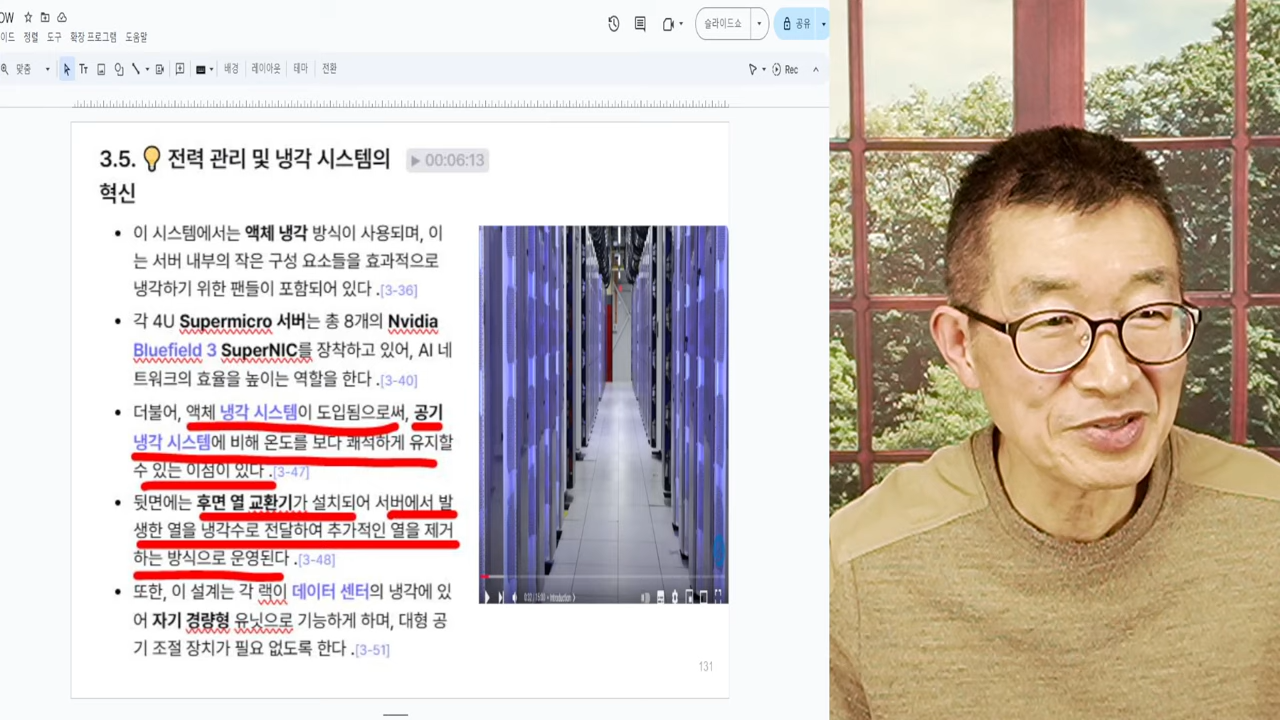 OW
이드 정렬 도구 확장 프로그램 도움말
슬라이드쇼 공유
맞춤 Tr 배경 레이아웃 테마 전환 Rec
3.5. 💡 전력 관리 및 냉각 시스템의 ▶ 00:06:13
혁신
• 이 시스템에서는 액체 냉각 방식이 사용되며, 이
는 서버 내부의 작은 구성 요소들을 효과적으로
냉각하기 위한 팬들이 포함되어 있다 .[3-36]
• 각 4U Supermicro 서버는 총 8개의 Nvidia
Bluefield 3 SuperNIC를 장착하고 있어, AI 네
트워크의 효율을 높이는 역할을 한다 .[3-40]
• 더불어, 액체 냉각 시스템이 도입됨으로써, 공기
냉각 시스템에 비해 온도를 보다 쾌적하게 유지할
수 있는 이점이 있다 .[3-47]
• 뒷면에는 후면 열 교환기가 설치되어 서버에서 발
생한 열을 냉각수로 전달하여 추가적인 열을 제거
하는 방식으로 운영된다 .[3-48]
• 또한, 이 설계는 각 랙이 데이터 센터의 냉각에 있
어 자기 경량형 유닛으로 기능하게 하며, 대형 공
기 조절 장치가 필요 없도록 한다 .[3-51]
Introduction
131